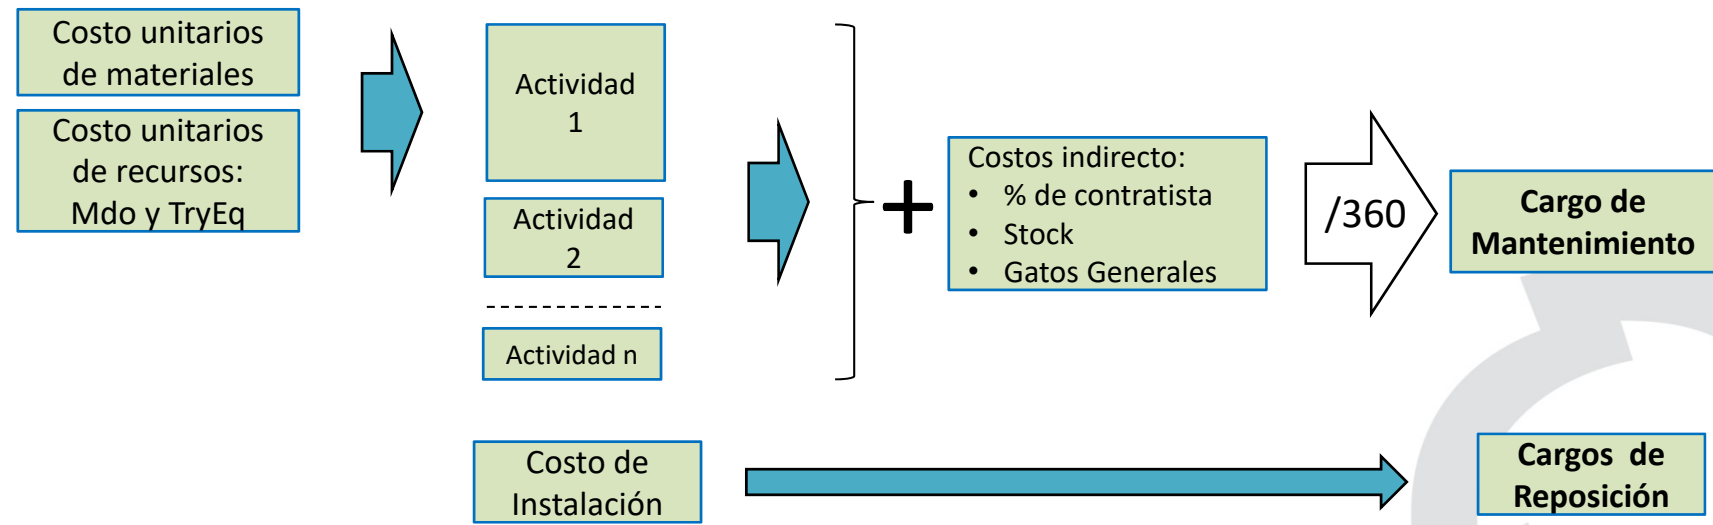 Costo unitarios
de materiales
Costo unitarios
de recursos:
Mdo y TryEq
Actividad
1
Actividad
2
Actividad n
+
Costos indirecto:
• % de contratista
• Stock
• Gatos Generales
/360
Cargo de
Mantenimiento
Costo de
Instalación
Cargos de
Reposición